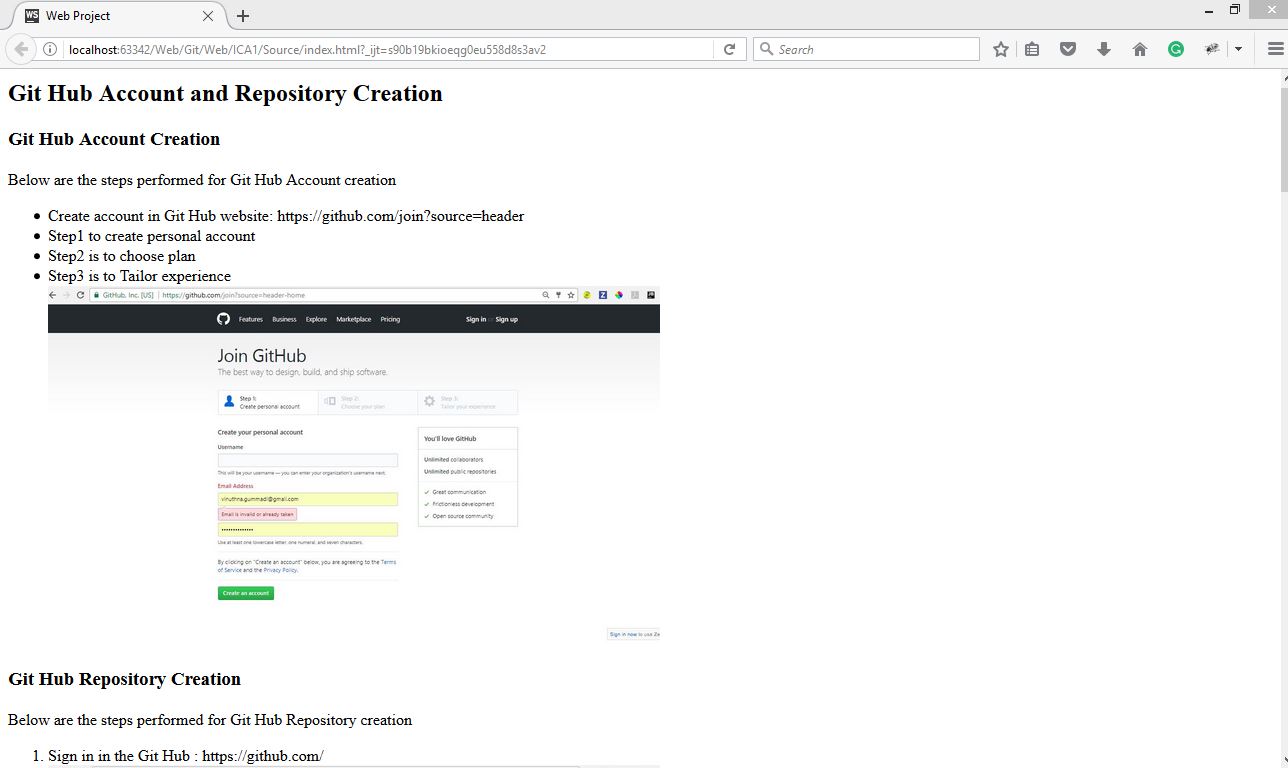 WS Web Project
localhost:63342/Web/Git/Web/ICA1/Source/index.html?_ijt=s90b19bkioeqg0eu558d8s3av2
Search
Git Hub Account and Repository Creation
Git Hub Account Creation
Below are the steps performed for Git Hub Account creation
Create account in Git Hub website: https://github.com/join?source=header
Step1 to create personal account
Step2 is to choose plan
Step3 is to Tailor experience
GitHub, Inc. [US] | https://github.com/join?source=header-home
Features Business Explore Marketplace Pricing Sign in or Sign up
Join GitHub
The best way to design, build, and ship software.
Step 1:
Create personal account
Step 2:
Choose your plan
Step 3:
Tailor your experience
Create your personal account
Username
This will be your username — you can enter your organization's username next.
Email Address
viruthna.gummadi@gmail.com
Email is invalid or already taken
Use at least one lowercase letter, one numeral, and seven characters.
By clicking on "Create an account" below, you are agreeing to the Terms
of Service and the Privacy Policy.
Create an account
You'll love GitHub
Unlimited collaborators
Unlimited public repositories
Great communication
Frictionless development
Open source community
Sign in now to use Ze
Git Hub Repository Creation
Below are the steps performed for Git Hub Repository creation
1. Sign in in the Git Hub : https://github.com/